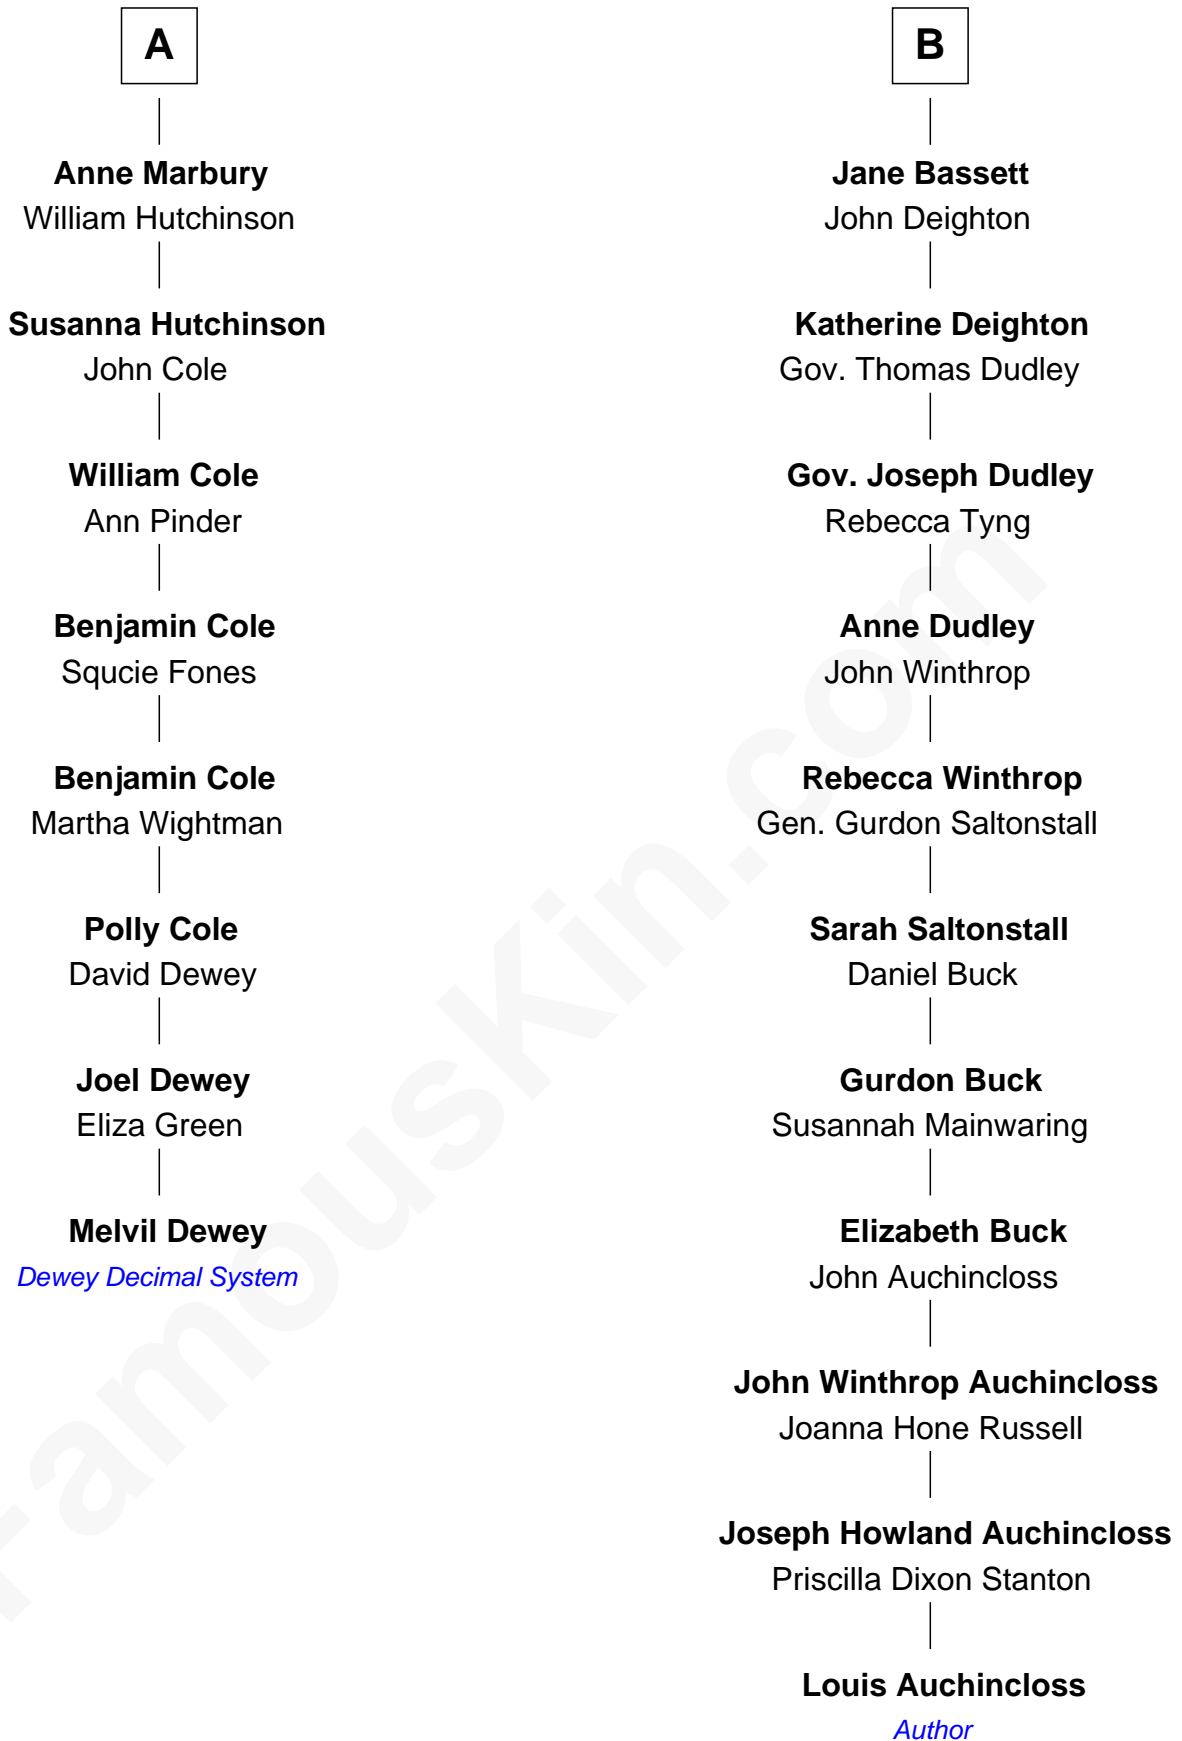 A
Anne Marbury
William Hutchinson
Susanna Hutchinson
John Cole
William Cole
Ann Pinder
Benjamin Cole
Squcie Fones
Benjamin Cole
Martha Wightman
Polly Cole
David Dewey
Joel Dewey
Eliza Green
Melvil Dewey
Dewey Decimal System
B
Jane Bassett
John Deighton
Katherine Deighton
Gov. Thomas Dudley
Gov. Joseph Dudley
Rebecca Tyng
Anne Dudley
John Winthrop
Rebecca Winthrop
Gen. Gurdon Saltonstall
Sarah Saltonstall
Daniel Buck
Gurdon Buck
Susannah Mainwaring
Elizabeth Buck
John Auchincloss
John Winthrop Auchincloss
Joanna Hone Russell
Joseph Howland Auchincloss
Priscilla Dixon Stanton
Louis Auchincloss
Author
FamousKin.com